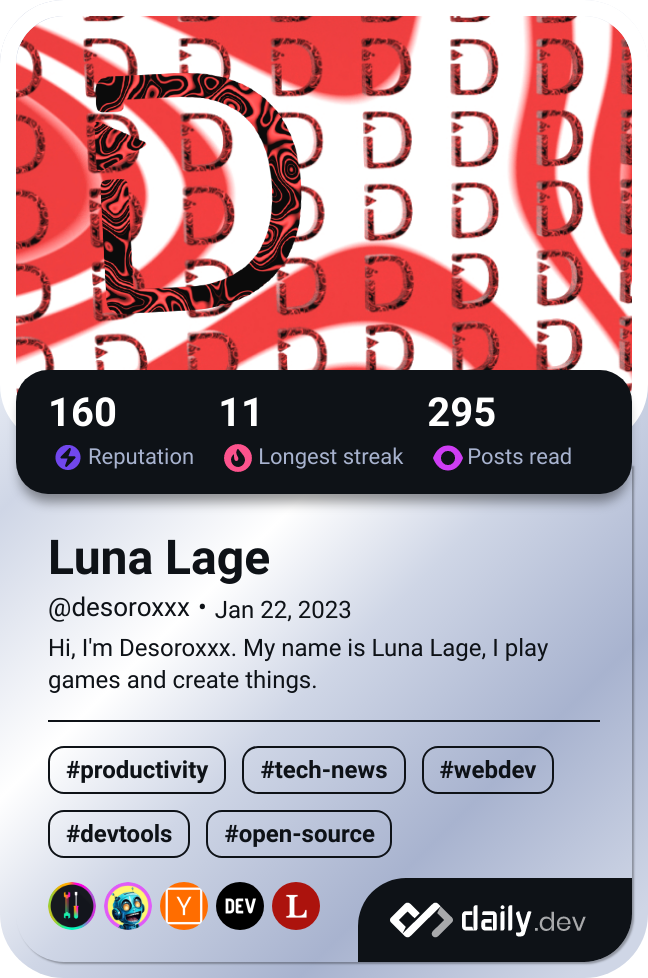 D
160 11 295
Reputation Longest streak Posts read
Luna Lage
@desoroxxx • Jan 22, 2023
Hi, I'm Desoroxxx. My name is Luna Lage, I play
games and create things.
#productivity #tech-news #webdev
#devtools #open-source
Y DEV L
daily.dev